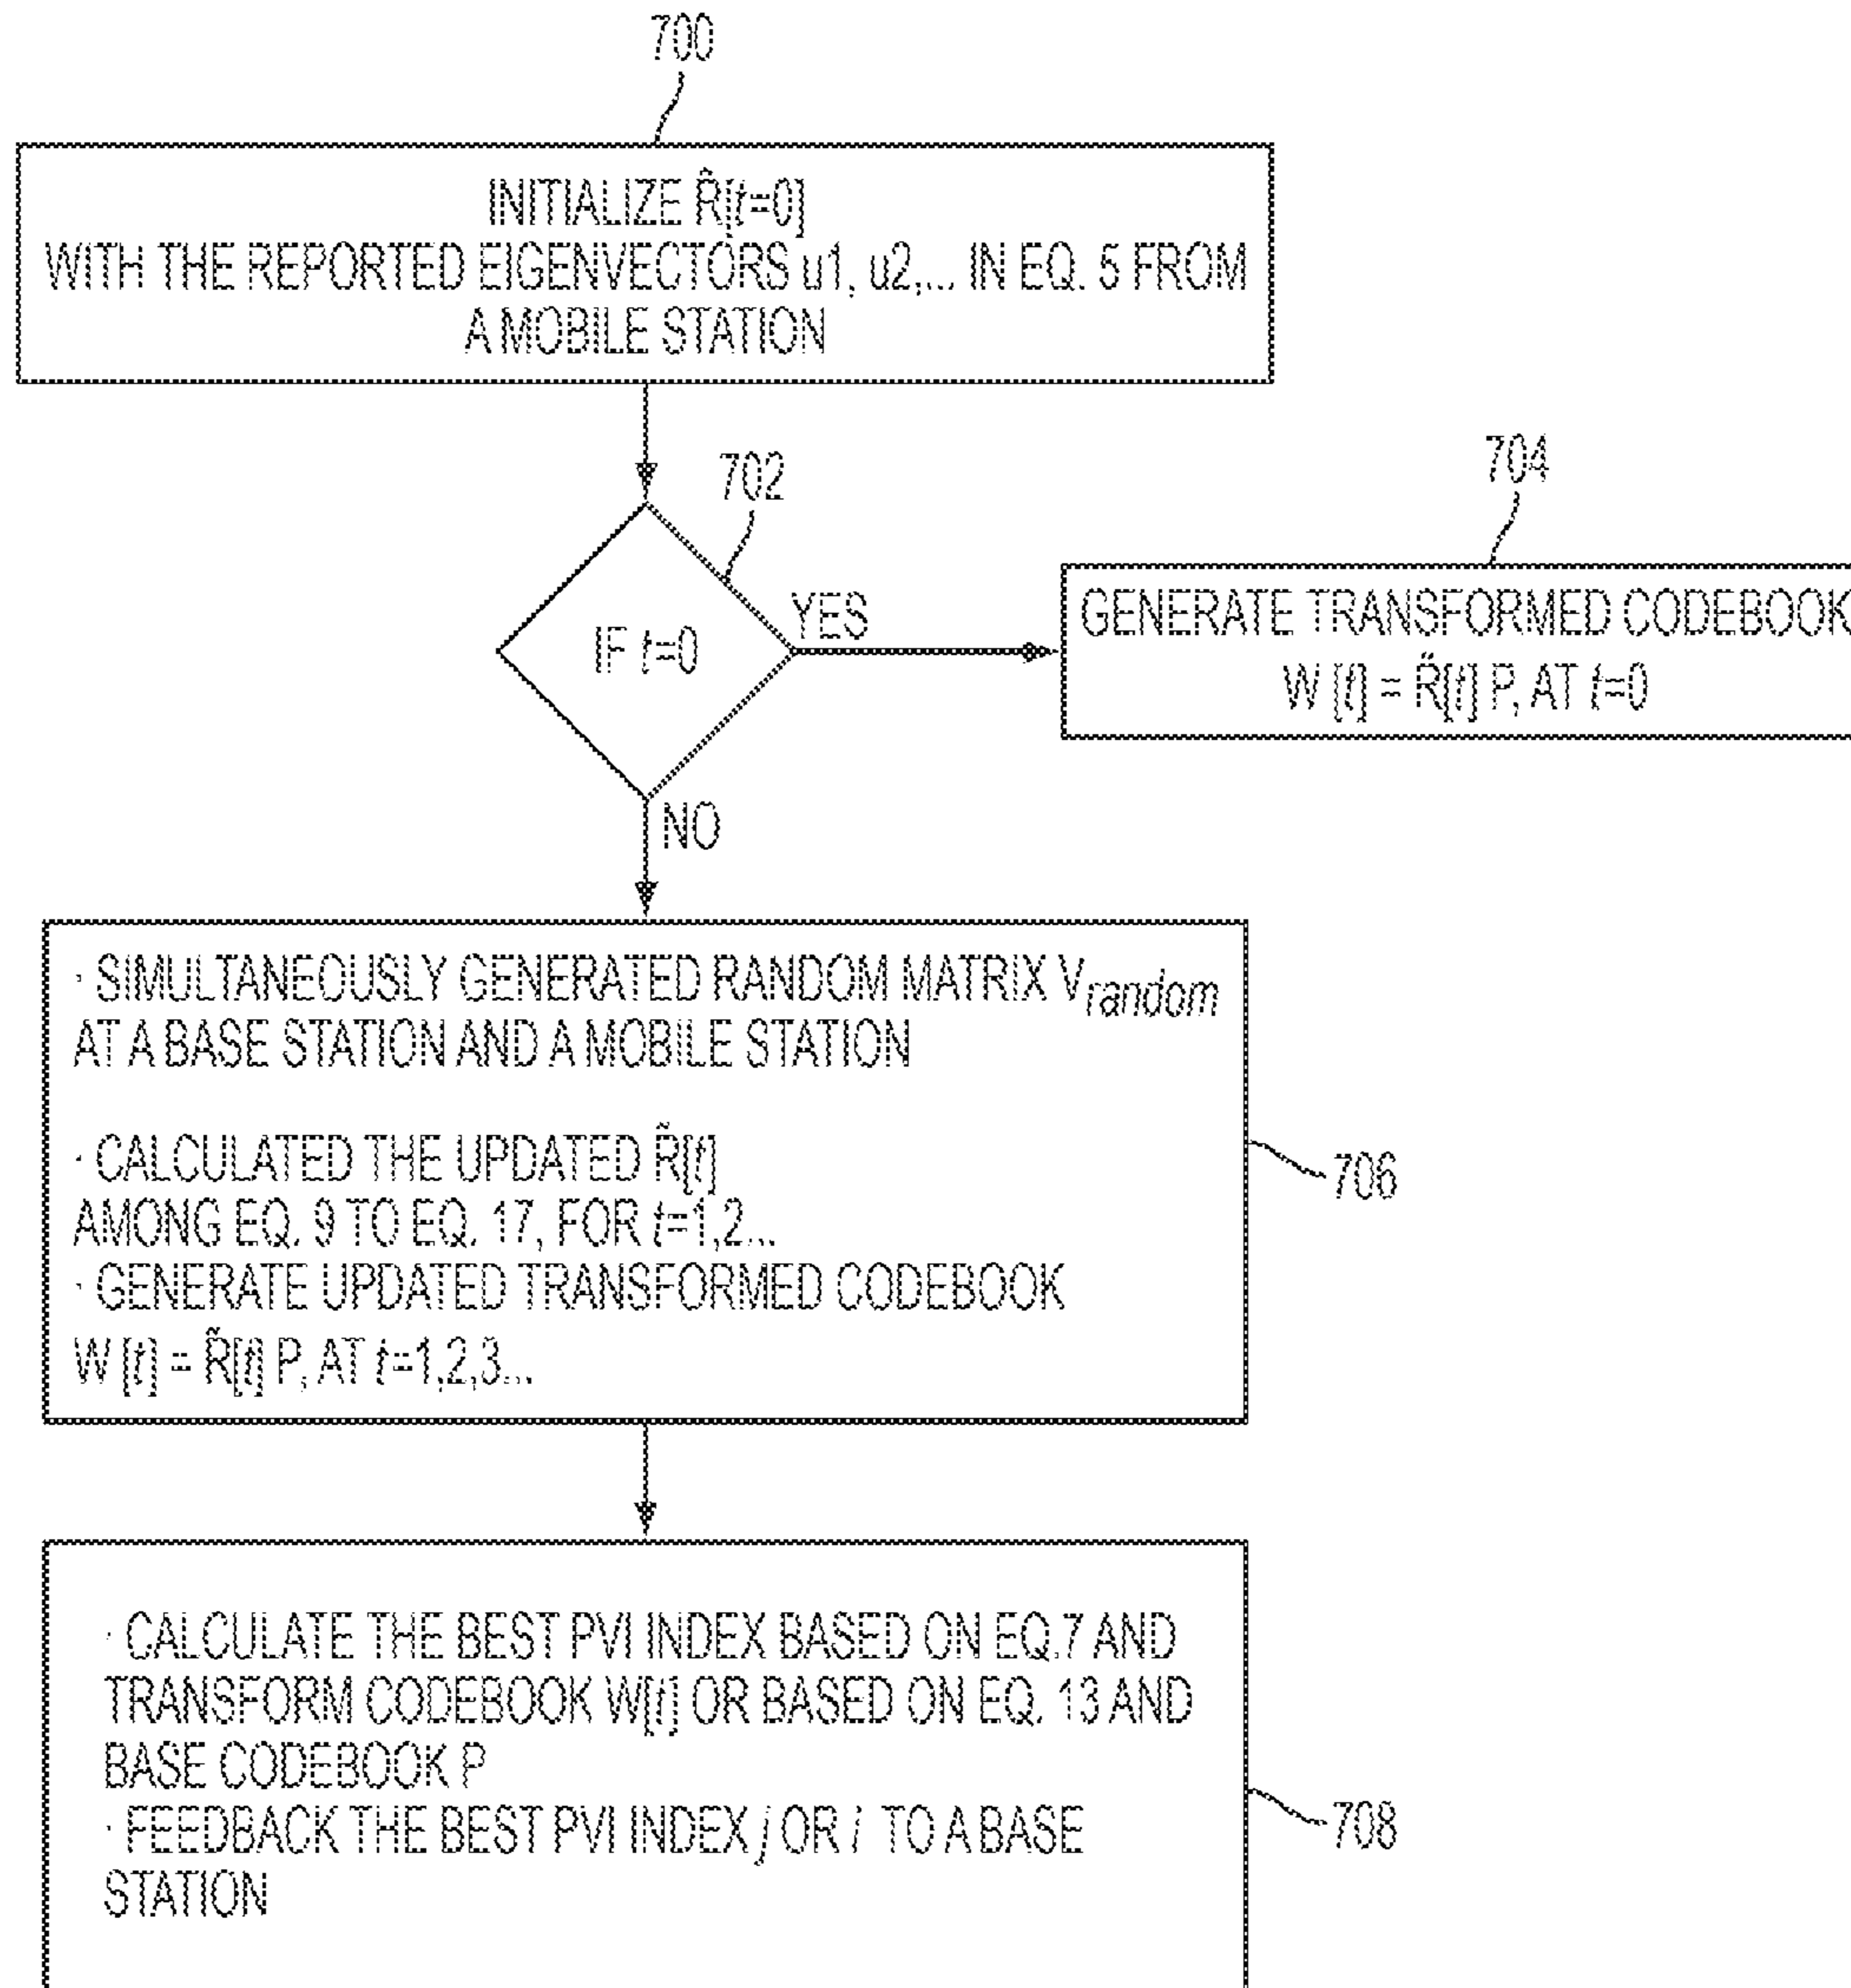 700
INITIALIZE R̂[t=0]
WITH THE REPORTED EIGENVECTORS u1, u2,... IN EQ. 5 FROM
A MOBILE STATION
702
704
IF t=0
YES
GENERATE TRANSFORMED CODEBOOK
W [t] = R̃[t] P, AT t=0
NO
· SIMULTANEOUSLY GENERATED RANDOM MATRIX Vrandom
AT A BASE STATION AND A MOBILE STATION
· CALCULATED THE UPDATED R̃[t]
AMONG EQ. 9 TO EQ. 17, FOR t=1,2...
· GENERATE UPDATED TRANSFORMED CODEBOOK
W [t] = R̃[t] P, AT t=1,2,3...
706
· CALCULATE THE BEST PVI INDEX BASED ON EQ.7 AND
TRANSFORM CODEBOOK W[t] OR BASED ON EQ. 13 AND
BASE CODEBOOK P
· FEEDBACK THE BEST PVI INDEX j OR i TO A BASE
STATION
708